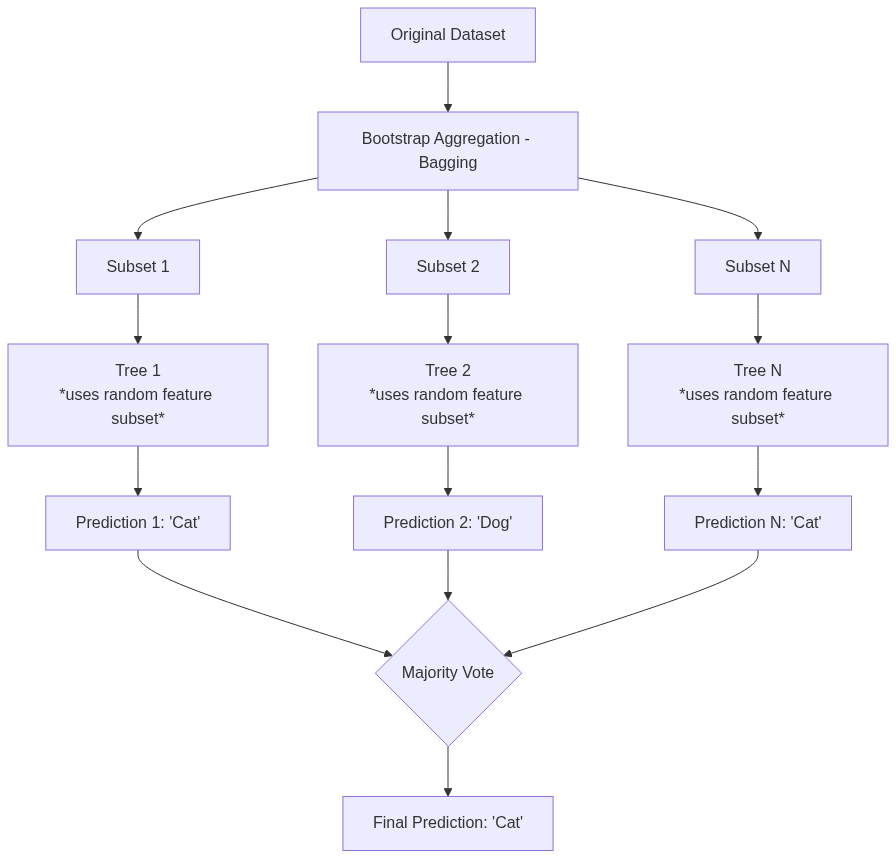 Original Dataset
Bootstrap Aggregation -
Bagging
Subset 1
Subset 2
Subset N
Tree 1
*uses random feature
subset*
Tree 2
*uses random feature
subset*
Tree N
*uses random feature
subset*
Prediction 1: 'Cat'
Prediction 2: 'Dog'
Prediction N: 'Cat'
Majority Vote
Final Prediction: 'Cat'